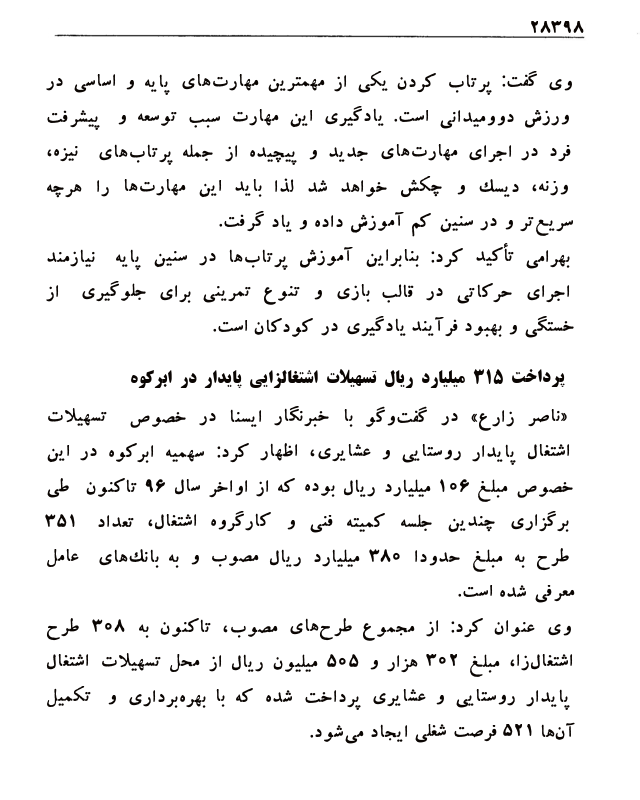 ۲۸۳۹۸
وی گفت: پرتاب کردن یکی از مهمترین مهارت‌های پایه و اساسی در
ورزش دوومیدانی است. یادگیری این مهارت سبب توسعه و پیشرفت
فرد در اجرای مهارت‌های جدید و پیچیده از جمله پرتاب‌های نیزه،
وزنه، دیسك و چکش خواهد شد لذا باید این مهارت‌ها را هرچه
سریع‌تر و در سنین کم آموزش داده و یاد گرفت.
بهرامی تأکید کرد: بنابراین آموزش پرتاب‌ها در سنین پایه نیازمند
اجرای حرکاتی در قالب بازی و تنوع تمرینی برای جلوگیری از
خستگی و بهبود فرآیند یادگیری در کودکان است.
پرداخت ۳۱۵ میلیارد ریال تسهیلات اشتغالزایی پایدار در ابرکوه
«ناصر زارع» در گفت‌وگو با خبرنگار ایسنا در خصوص تسهیلات
اشتغال پایدار روستایی و عشایری، اظهار کرد: سهمیه ابرکوه در این
خصوص مبلغ ۱۰۶ میلیارد ریال بوده که از اواخر سال ۹۶ تاکنون طی
برگزاری چندین جلسه کمیته فنی و کارگروه اشتغال، تعداد ۳۵۱
طرح به مبلغ حدودا ۳۸۰ میلیارد ریال مصوب و به بانك‌های عامل
معرفی شده است.
وی عنوان کرد: از مجموع طرح‌های مصوب، تاکنون به ۳۰۸ طرح
اشتغال‌زا، مبلغ ۳۰۲ هزار و ۵۰۵ میلیون ریال از محل تسهیلات اشتغال
پایدار روستایی و عشایری پرداخت شده که با بهره‌برداری و تکمیل
آن‌ها ۵۲۱ فرصت شغلی ایجاد می‌شود.